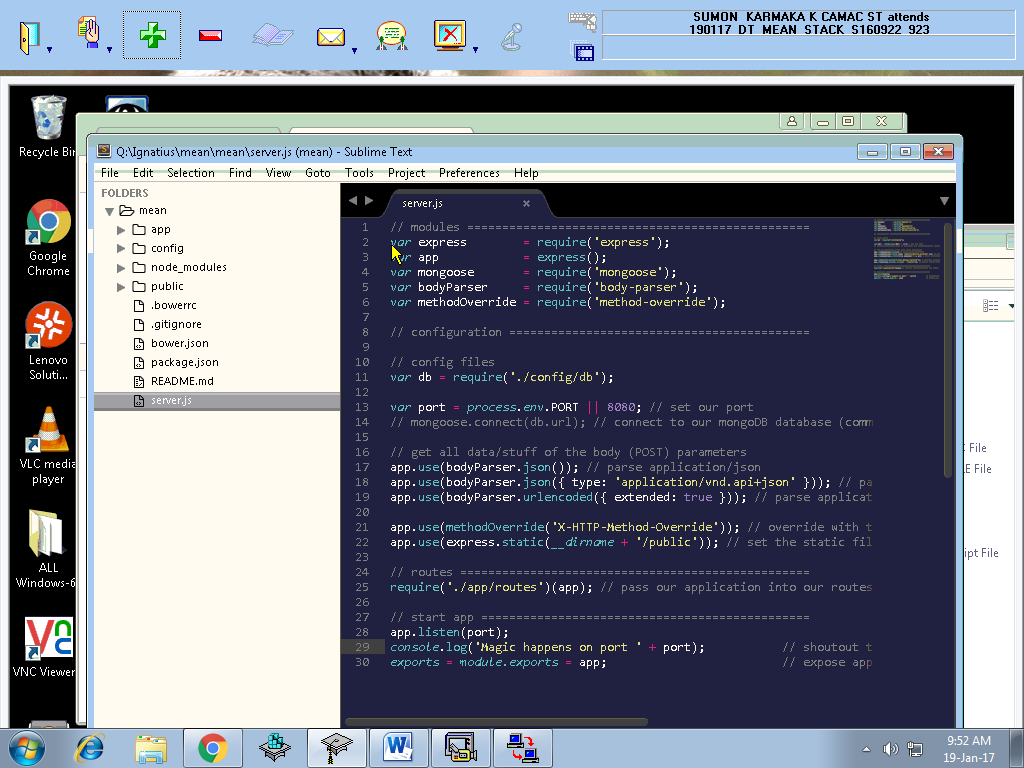 SUMON KARMAKA K CAMAC ST attends
190117 DT MEAN STACK S160922 923
Recycle Bin
Google
Chrome
Lenovo
Soluti...
VLC media
player
ALL
Windows-6
VNC Viewer
Q:\Ignatius\mean\mean\server.js (mean) - Sublime Text
File Edit Selection Find View Goto Tools Project Preferences Help
FOLDERS
mean
app
config
node_modules
public
.bowerrc
.gitignore
bower.json
package.json
README.md
server.js
server.js
1 // modules =================================================
2 var express = require('express');
3 var app = express();
4 var mongoose = require('mongoose');
5 var bodyParser = require('body-parser');
6 var methodOverride = require('method-override');
7
8 // configuration ===========================================
9
10 // config files
11 var db = require('./config/db');
12
13 var port = process.env.PORT || 8080; // set our port
14 // mongoose.connect(db.url); // connect to our mongoDB database (comm
15
16 // get all data/stuff of the body (POST) parameters
17 app.use(bodyParser.json()); // parse application/json
18 app.use(bodyParser.json({ type: 'application/vnd.api+json' })); // pa
19 app.use(bodyParser.urlencoded({ extended: true })); // parse applicat
20
21 app.use(methodOverride('X-HTTP-Method-Override')); // override with t
22 app.use(express.static(__dirname + '/public')); // set the static fil
23
24 // routes ==================================================
25 require('./app/routes')(app); // pass our application into our routes
26
27 // start app ===============================================
28 app.listen(port);
29 console.log('Magic happens on port ' + port); // shoutout t
30 exports = module.exports = app; // expose app
C File
E File
ipt File
9:52 AM
19-Jan-17